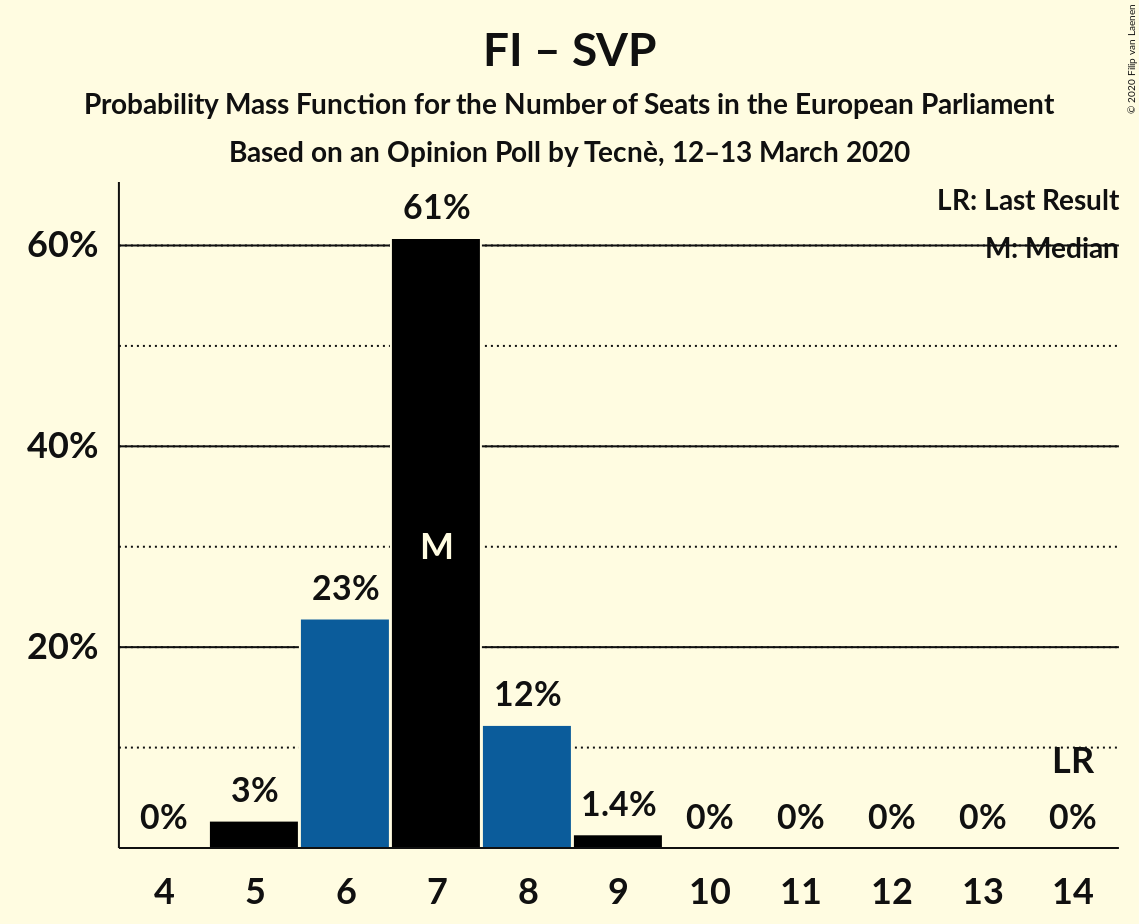 FI – SVP
Probability Mass Function for the Number of Seats in the European Parliament
Based on an Opinion Poll by Tecnè, 12–13 March 2020
© 2020 Filip van Laenen
LR: Last Result
M: Median
61%
60%
40%
M
23%
20%
12%
LR
3%
1.4%
0%
0%
0%
0%
0%
0%
4 5 6 7 8 9 10 11 12 13 14